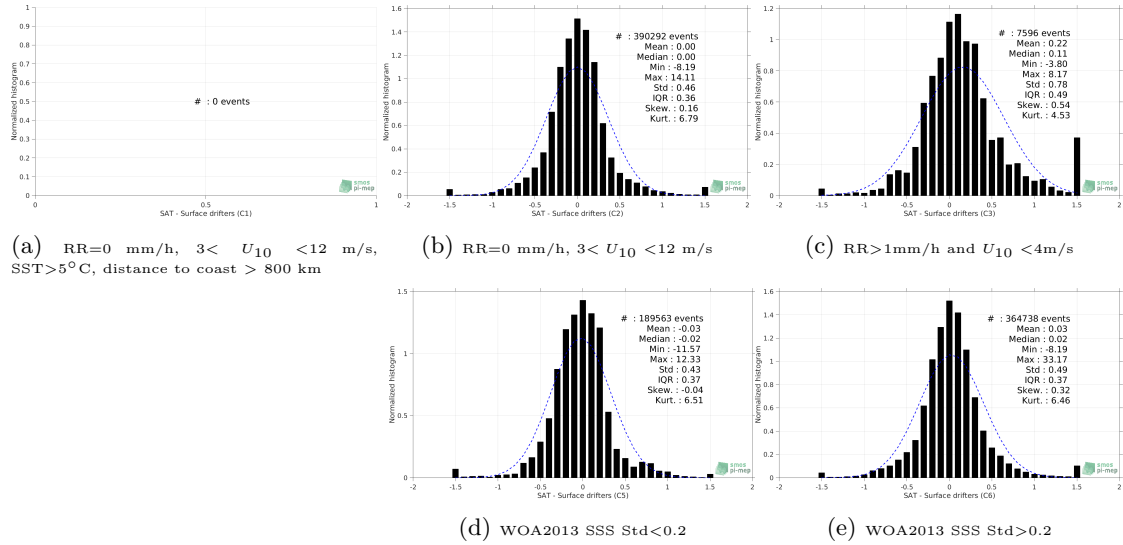 1
0.9
0.8
0.7
0.6
0.5
0.4
0.3
0.2
0.1
0
Normalized histogram
# : 0 events
smos
pi-mep
0 0.5 1
SAT - Surface drifters (C1)
(a) RR=0 mm/h, 3< U10 <12 m/s,
SST>5°C, distance to coast > 800 km
1.6
1.4
1.2
1
0.8
0.6
0.4
0.2
0
Normalized histogram
# : 390292 events
Mean : 0.00
Median : 0.00
Min : -8.19
Max : 14.11
Std : 0.46
IQR : 0.36
Skew. : 0.16
Kurt. : 6.79
smos
pi-mep
-2 -1.5 -1 -0.5 0 0.5 1 1.5 2
SAT - Surface drifters (C2)
(b) RR=0 mm/h, 3< U10 <12 m/s
1.2
1
0.8
0.6
0.4
0.2
0
Normalized histogram
# : 7596 events
Mean : 0.22
Median : 0.11
Min : -3.80
Max : 8.17
Std : 0.78
IQR : 0.49
Skew. : 0.54
Kurt. : 4.53
smos
pi-mep
-2 -1.5 -1 -0.5 0 0.5 1 1.5 2
SAT - Surface drifters (C3)
(c) RR>1mm/h and U10 <4m/s
1.5
1
0.5
0
Normalized histogram
# : 189563 events
Mean : -0.03
Median : -0.02
Min : -11.57
Max : 12.33
Std : 0.43
IQR : 0.37
Skew. : -0.04
Kurt. : 6.51
smos
pi-mep
-2 -1.5 -1 -0.5 0 0.5 1 1.5 2
SAT - Surface drifters (C5)
(d) WOA2013 SSS Std<0.2
1.6
1.4
1.2
1
0.8
0.6
0.4
0.2
0
Normalized histogram
# : 364738 events
Mean : 0.03
Median : 0.02
Min : -8.19
Max : 33.17
Std : 0.49
IQR : 0.37
Skew. : 0.32
Kurt. : 6.46
smos
pi-mep
-2 -1.5 -1 -0.5 0 0.5 1 1.5 2
SAT - Surface drifters (C6)
(e) WOA2013 SSS Std>0.2